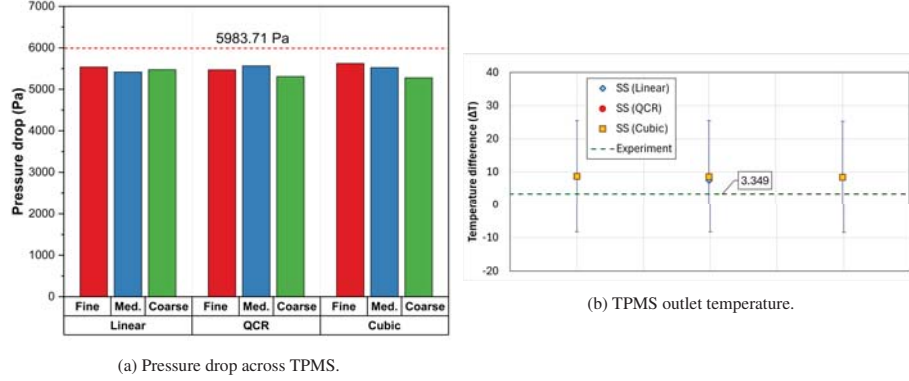 7000
6000
5000
4000
3000
2000
1000
0
Pressure drop (Pa)
5983.71 Pa
Fine Med. Coarse Fine Med. Coarse Fine Med. Coarse
Linear QCR Cubic
(a) Pressure drop across TPMS.
40
30
20
10
0
-10
-20
Temperature difference (ΔT)
SS (Linear)
SS (QCR)
SS (Cubic)
Experiment
3.349
(b) TPMS outlet temperature.